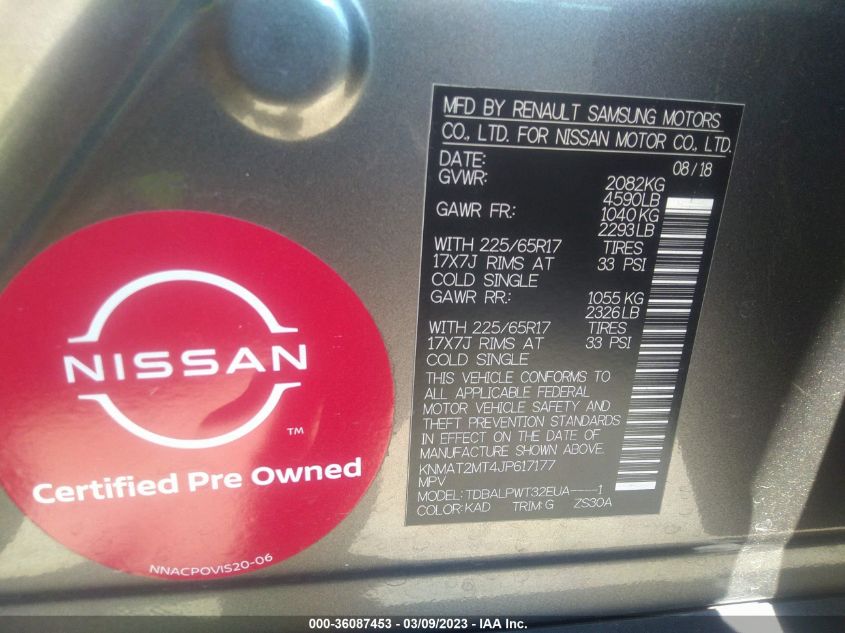 MFD BY RENAULT SAMSUNG MOTORS
CO., LTD. FOR NISSAN MOTOR CO., LTD.
DATE: 08/18
GVWR: 2082KG
4590LB
GAWR FR.: 1040 KG
2293LB
WITH 225/65R17 TIRES
17X7J RIMS AT 33 PSI
COLD SINGLE
GAWR RR.: 1055 KG
2326LB
WITH 225/65R17 TIRES
17X7J RIMS AT 33 PSI
COLD SINGLE
THIS VEHICLE CONFORMS TO
ALL APPLICABLE FEDERAL
MOTOR VEHICLE SAFETY AND
THEFT PREVENTION STANDARDS
IN EFFECT ON THE DATE OF
MANUFACTURE SHOWN ABOVE.
KNMAT2MT4JP617177
MPV
MODEL: TDBALPWT32EUA----1
COLOR: KAD TRIM: G ZS30A
NISSAN
TM
Certified Pre Owned
NNACPOVIS20-06
000-36087453 - 03/09/2023 - IAA Inc.